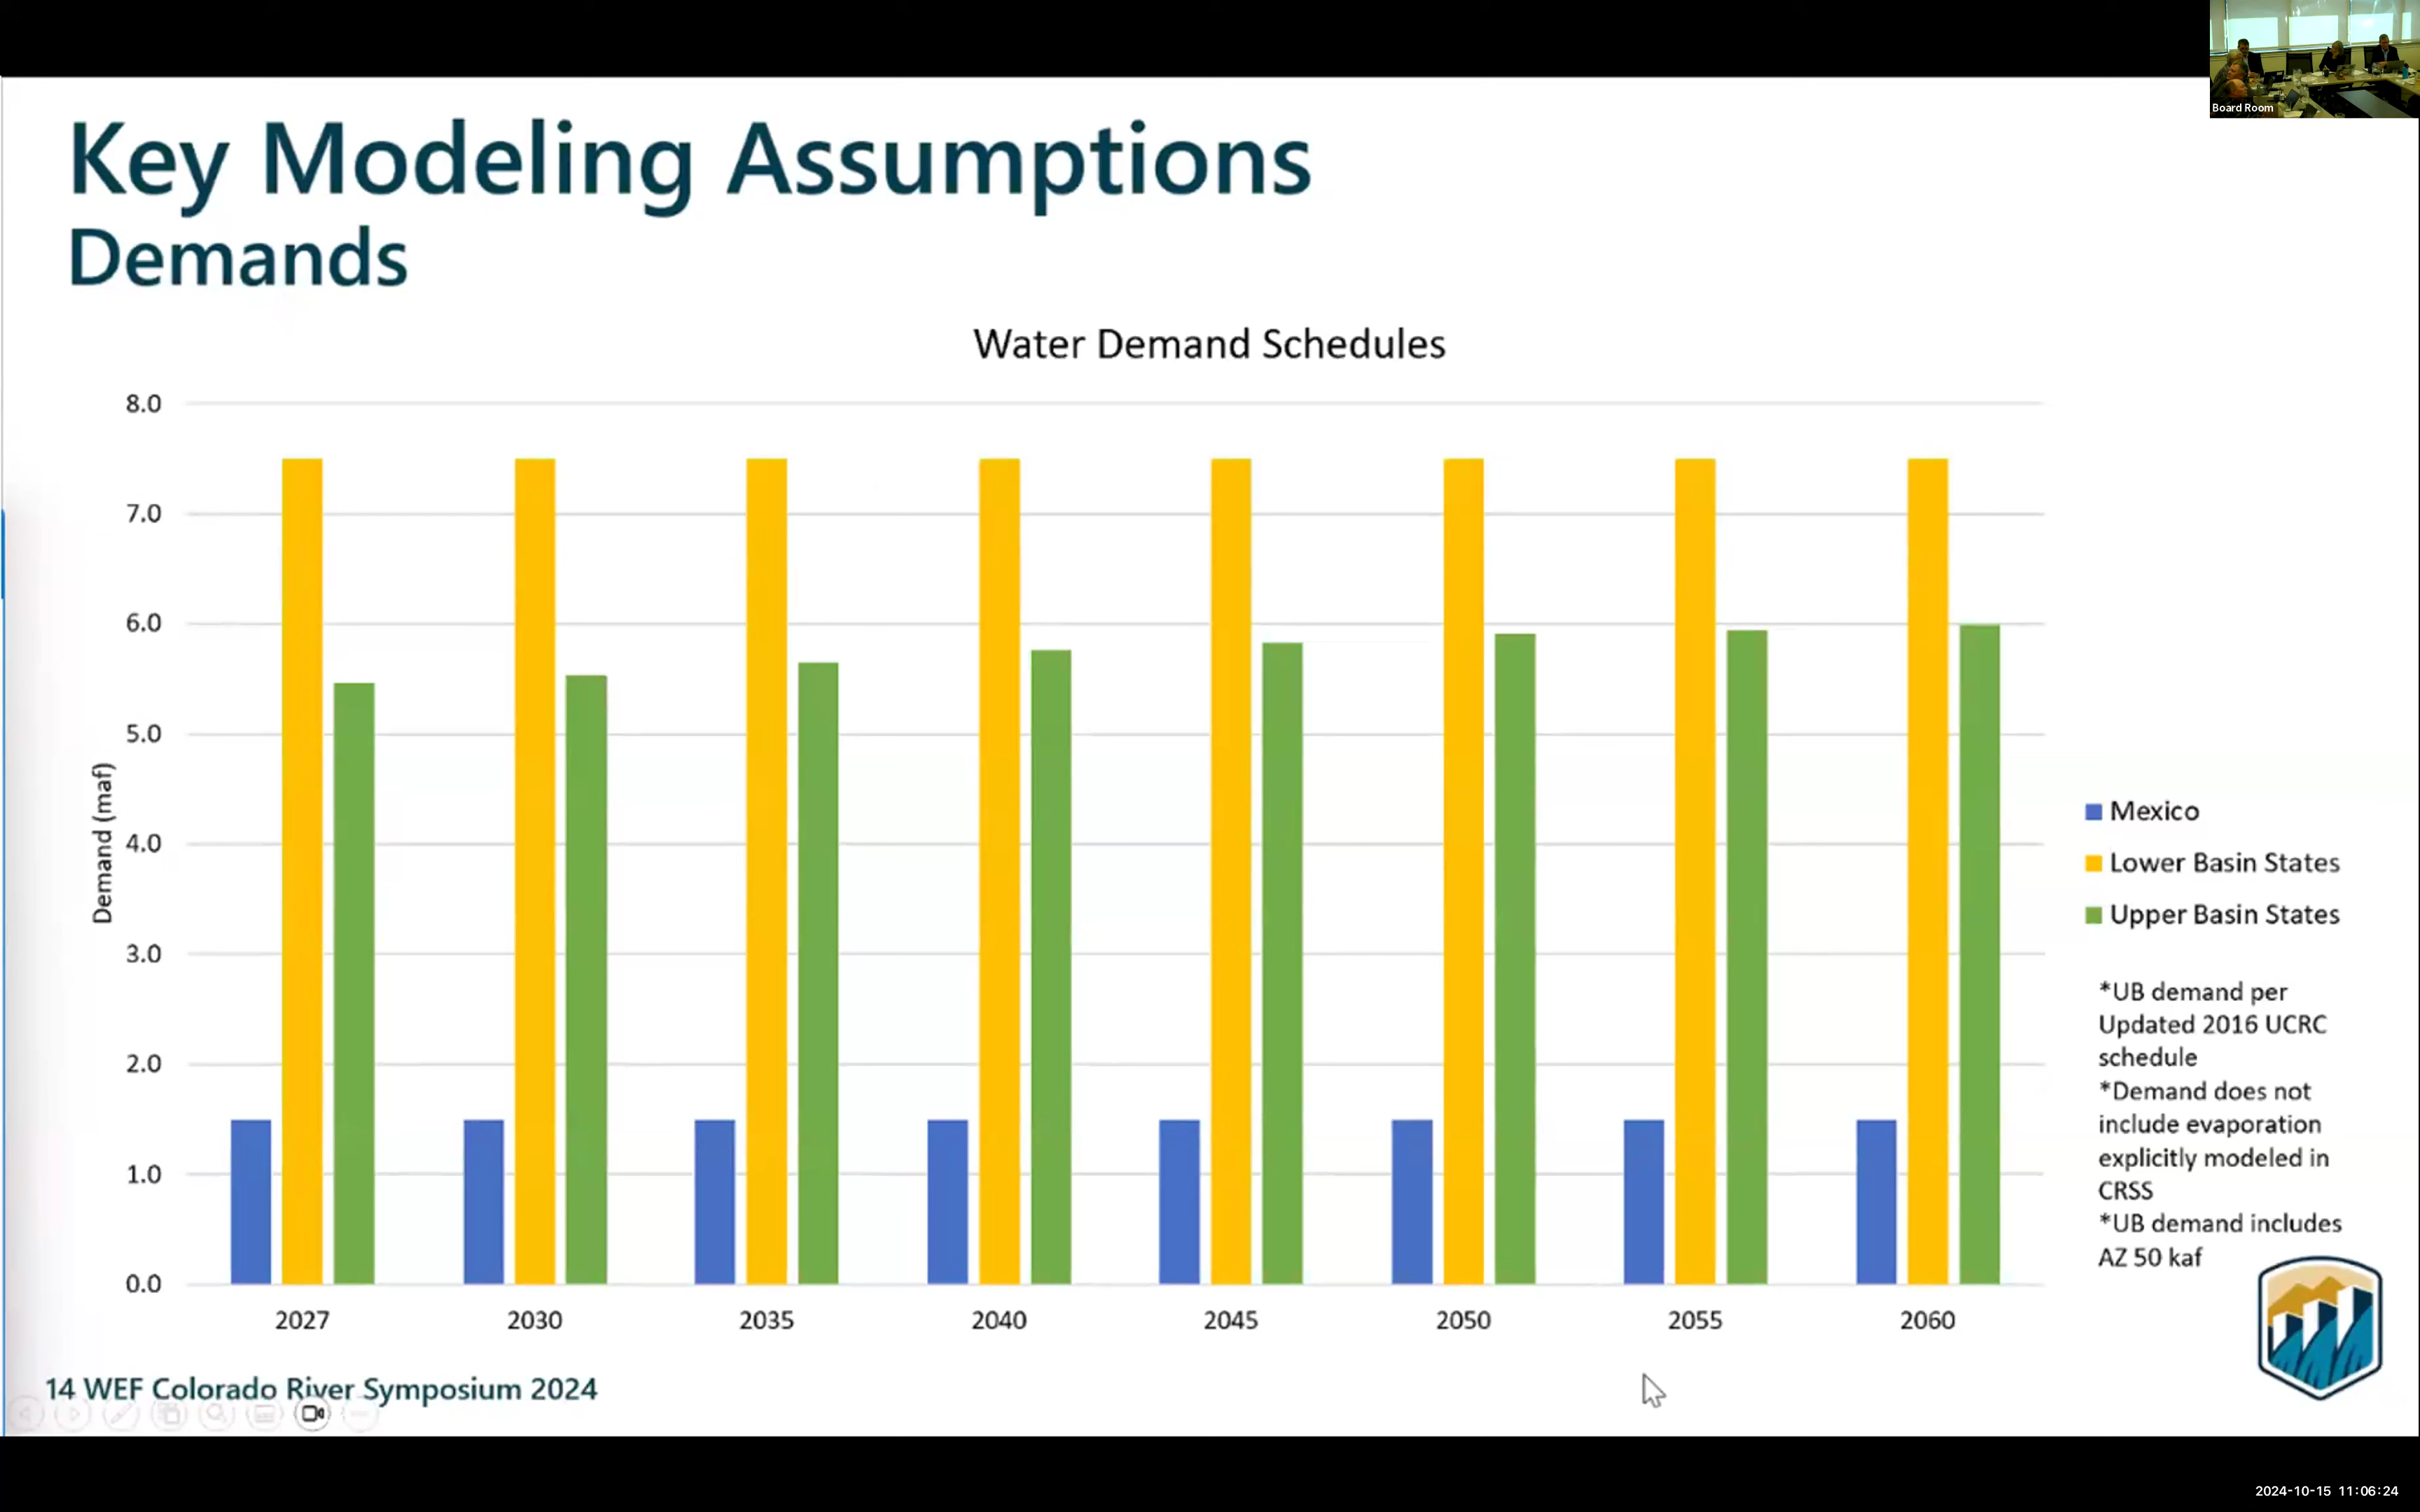 Board Room
Key Modeling Assumptions
Demands
Water Demand Schedules
8.0
7.0
6.0
5.0
4.0
3.0
2.0
1.0
0.0
Demand (maf)
2027 2030 2035 2040 2045 2050 2055 2060
Mexico
Lower Basin States
Upper Basin States
*UB demand per
Updated 2016 UCRC
schedule
*Demand does not
include evaporation
explicitly modeled in
CRSS
*UB demand includes
AZ 50 kaf
14 WEF Colorado River Symposium 2024
2024-10-15 11:06:24